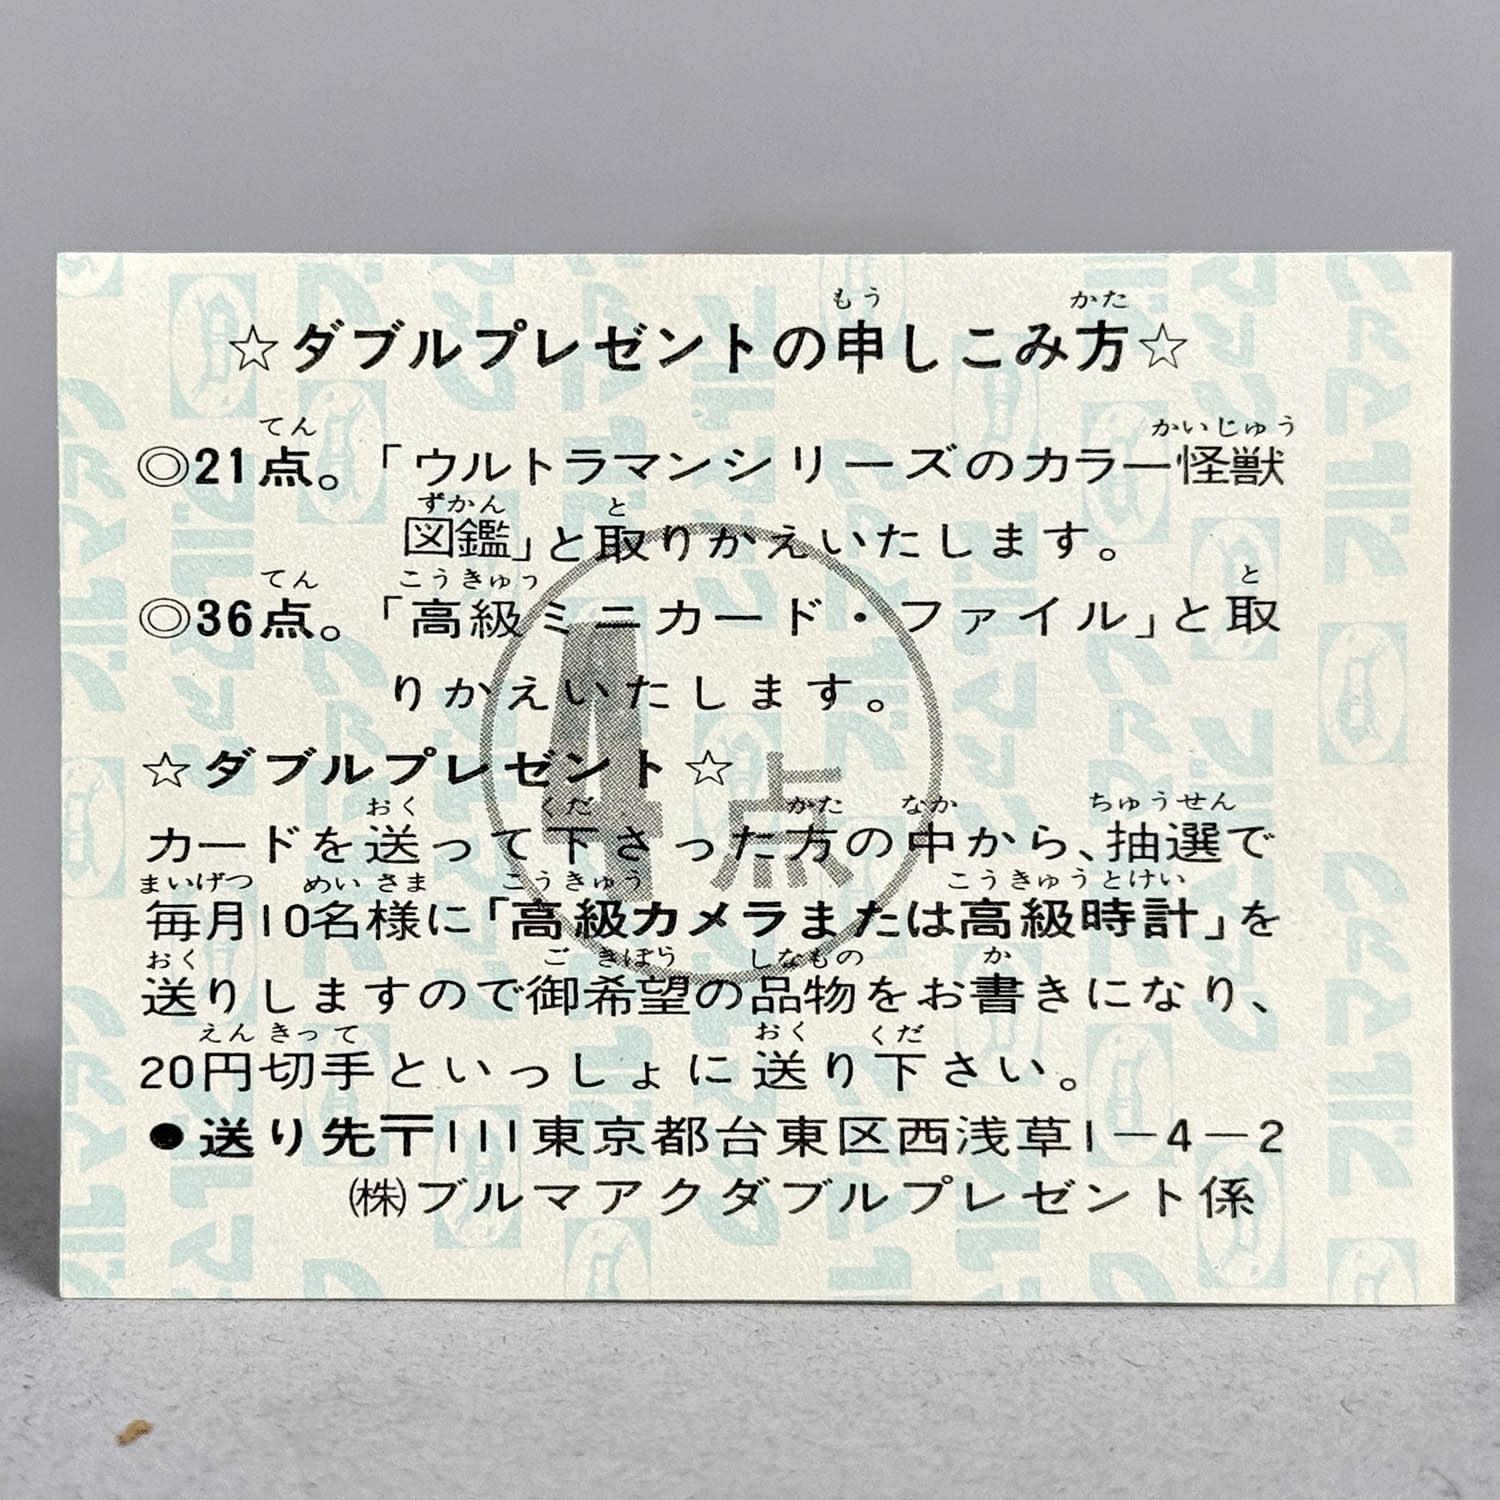 ☆ダブルプレゼントの申しこみ方☆
◎21点。「ウルトラマンシリーズのカラー怪獣
図鑑」と取りかえいたします。
◎36点。「高級ミニカード・ファイル」と取
りかえいたします。
4点
☆ダブルプレゼント☆
カードを送って下さった方の中から、抽選で
毎月10名様に「高級カメラまたは高級時計」を
送りしますので御希望の品物をお書きになり、
20円切手といっしょに送り下さい。
●送り先〒111東京都台東区西浅草1-4-2
㈱ブルマアクダブルプレゼント係